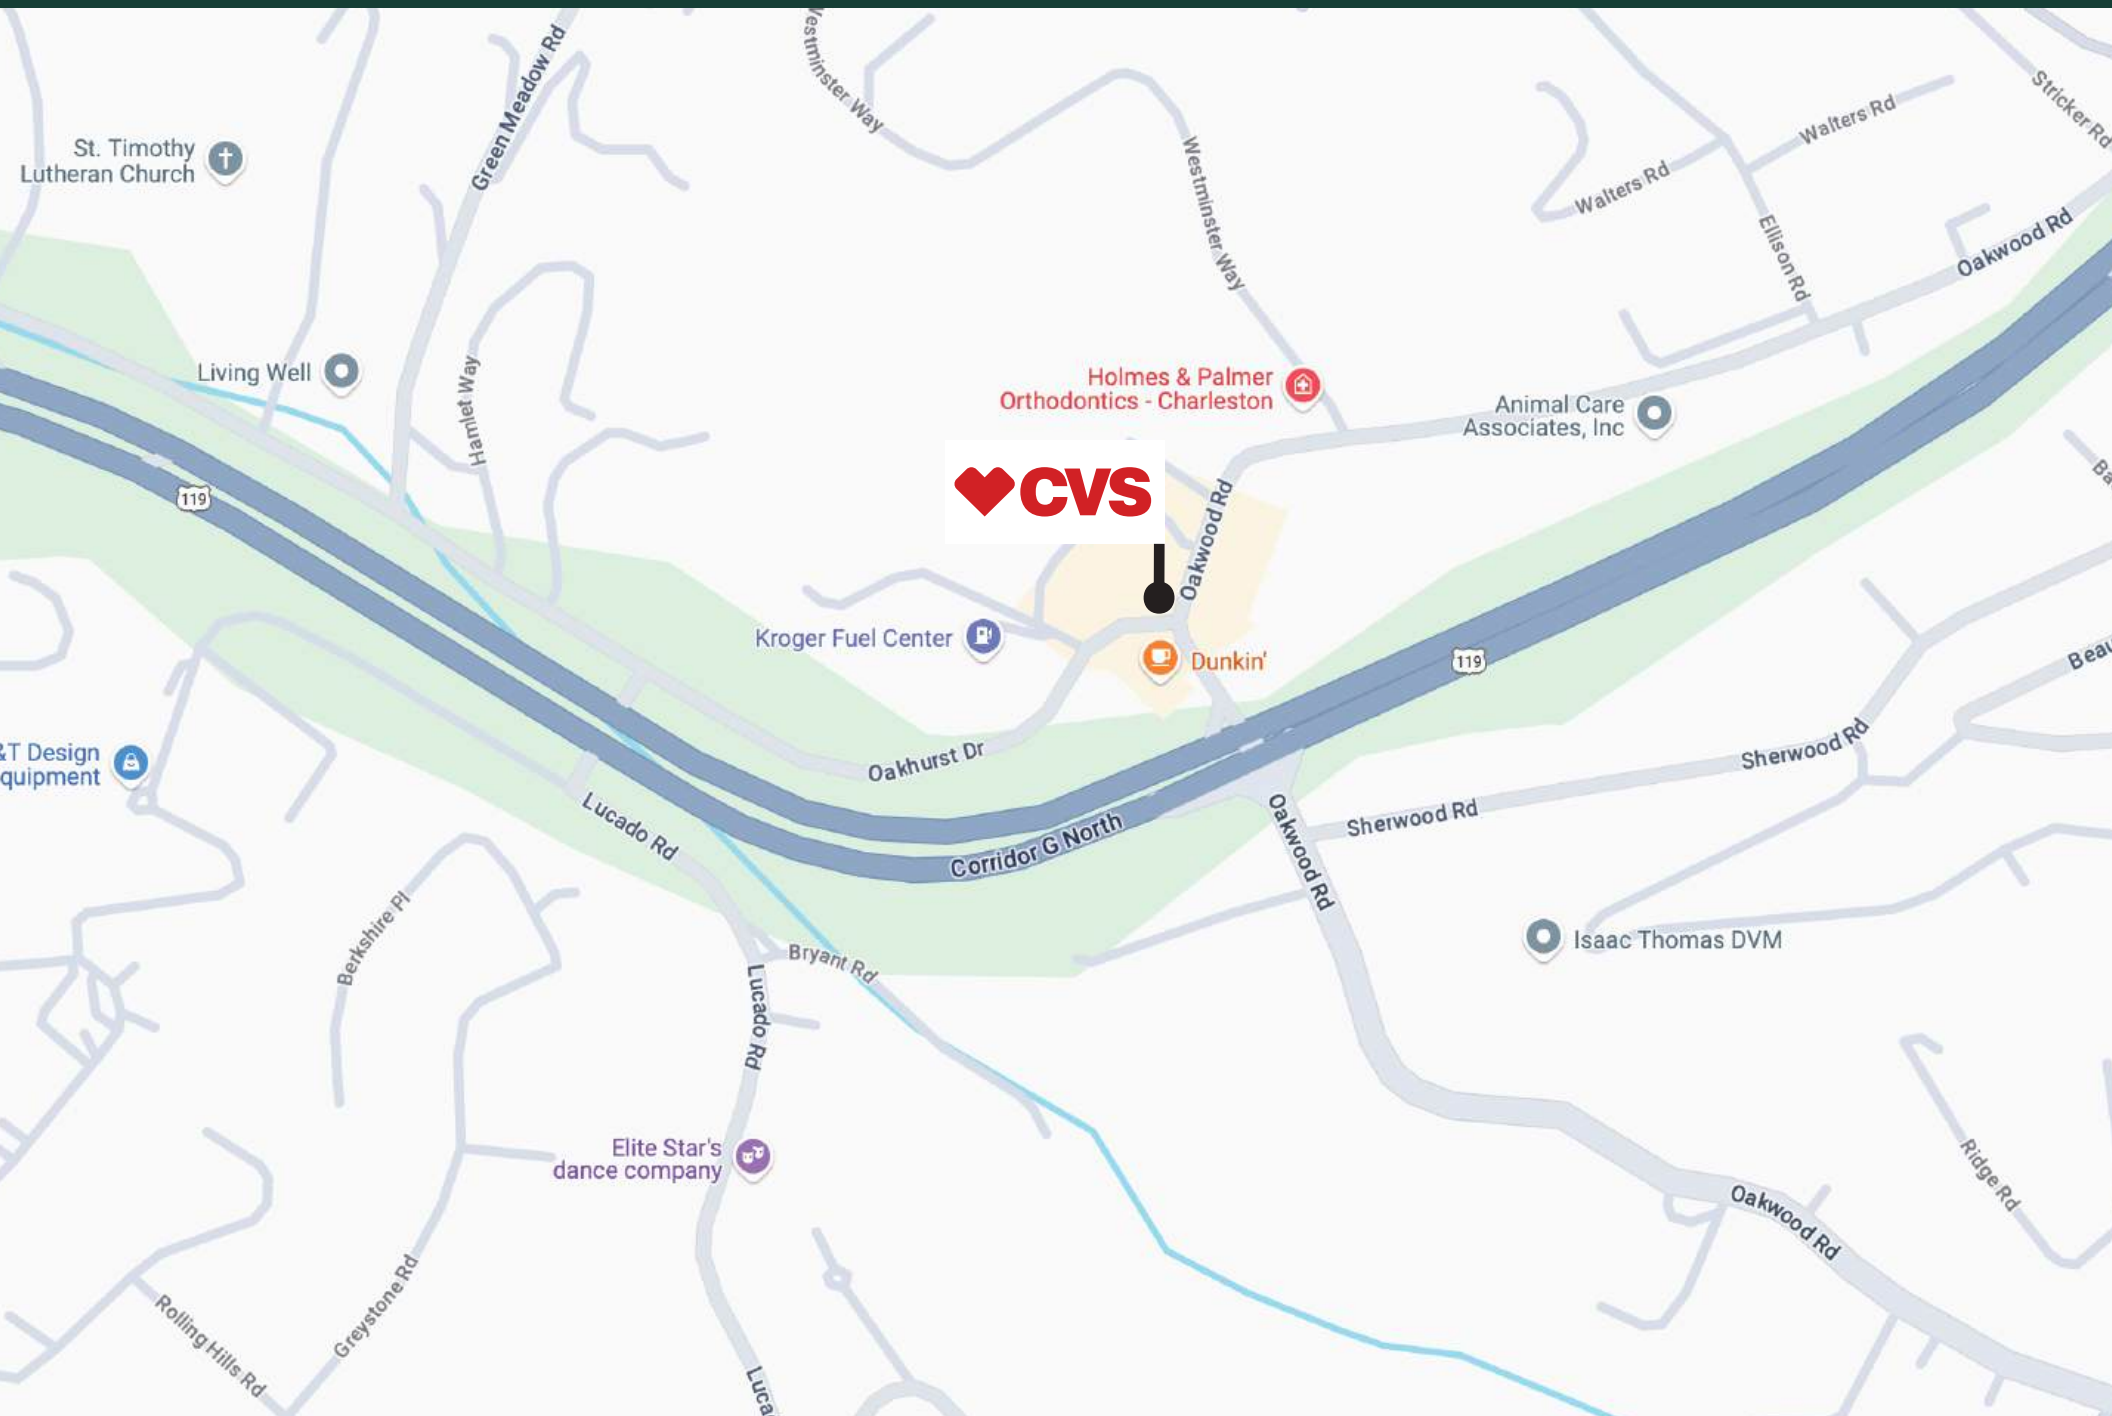 Green Meadow Rd
Westminster Way
Stricker Rd
Walters Rd
St. Timothy
Lutheran Church
Westminster Way
Walters Rd
Ellison Rd
Oakwood Rd
Living Well
Hamlet Way
Holmes & Palmer
Orthodontics - Charleston
Animal Care
Associates, Inc
119
CVS
Oakwood Rd
Kroger Fuel Center
Dunkin'
119
&T Design
quipment
Oakhurst Dr
Sherwood Rd
Lucado Rd
Corridor G North
Sherwood Rd
Oakwood Rd
Berkshire Pl
Bryant Rd
Isaac Thomas DVM
Lucado Rd
Elite Star's
dance company
Ridge Rd
Oakwood Rd
Greystone Rd
Rolling Hills Rd
Luca
Beau
Ba